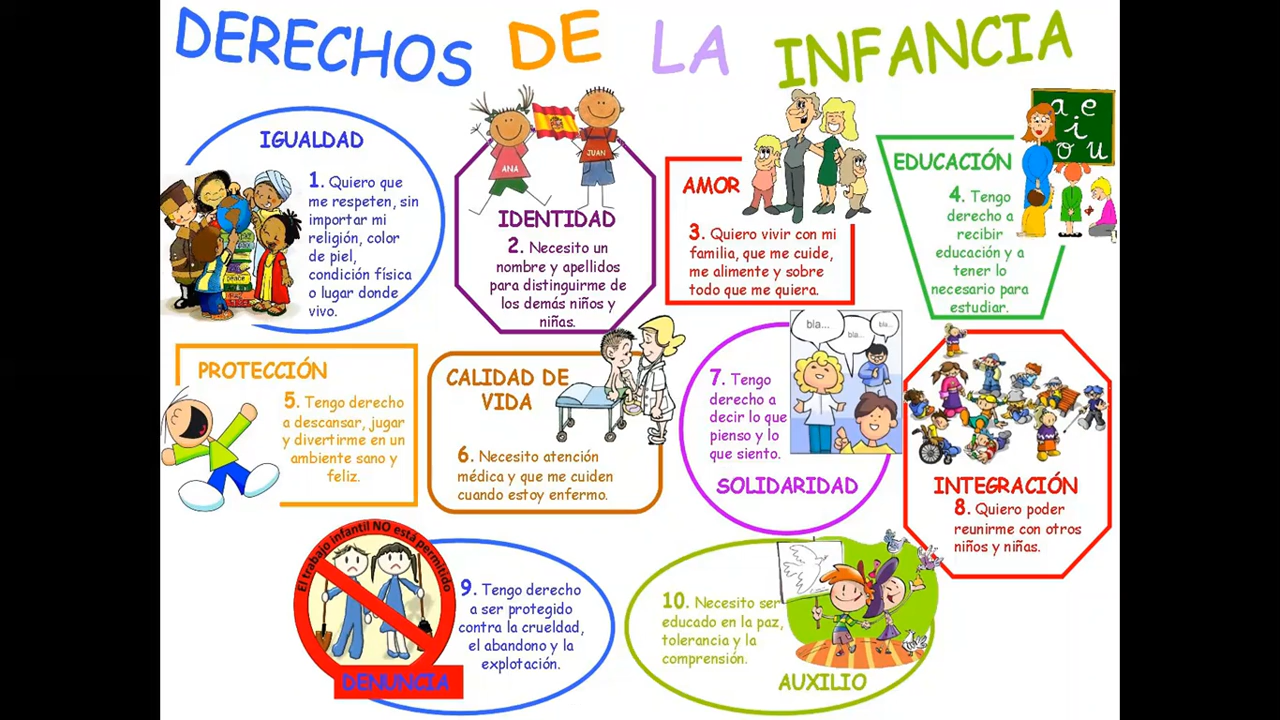 DERECHOS DE LA INFANCIA
IGUALDAD
1. Quiero que
me respeten, sin
importar mi
religión, color
de piel,
condición física
o lugar donde
vivo.
peace
ANA
JUAN
IDENTIDAD
2. Necesito un
nombre y apellidos
para distinguirme de
los demás niños y
niñas.
AMOR
3. Quiero vivir con mi
familia, que me cuide,
me alimente y sobre
todo que me quiera.
a e
i
o u
EDUCACIÓN
4. Tengo
derecho a
recibir
educación y a
tener lo
necesario para
estudiar.
PROTECCIÓN
5. Tengo derecho
a descansar, jugar
y divertirme en un
ambiente sano y
feliz.
CALIDAD DE
VIDA
6. Necesito atención
médica y que me cuiden
cuando estoy enfermo.
bla...
bla...
bla...
7. Tengo
derecho a
decir lo que
pienso y lo
que siento.
SOLIDARIDAD
INTEGRACIÓN
8. Quiero poder
reunirme con otros
niños y niñas.
El trabajo infantil NO está permitido
9. Tengo derecho
a ser protegido
contra la crueldad,
el abandono y la
explotación.
DENUNCIA
10. Necesito ser
educado en la paz,
tolerancia y la
comprensión.
AUXILIO